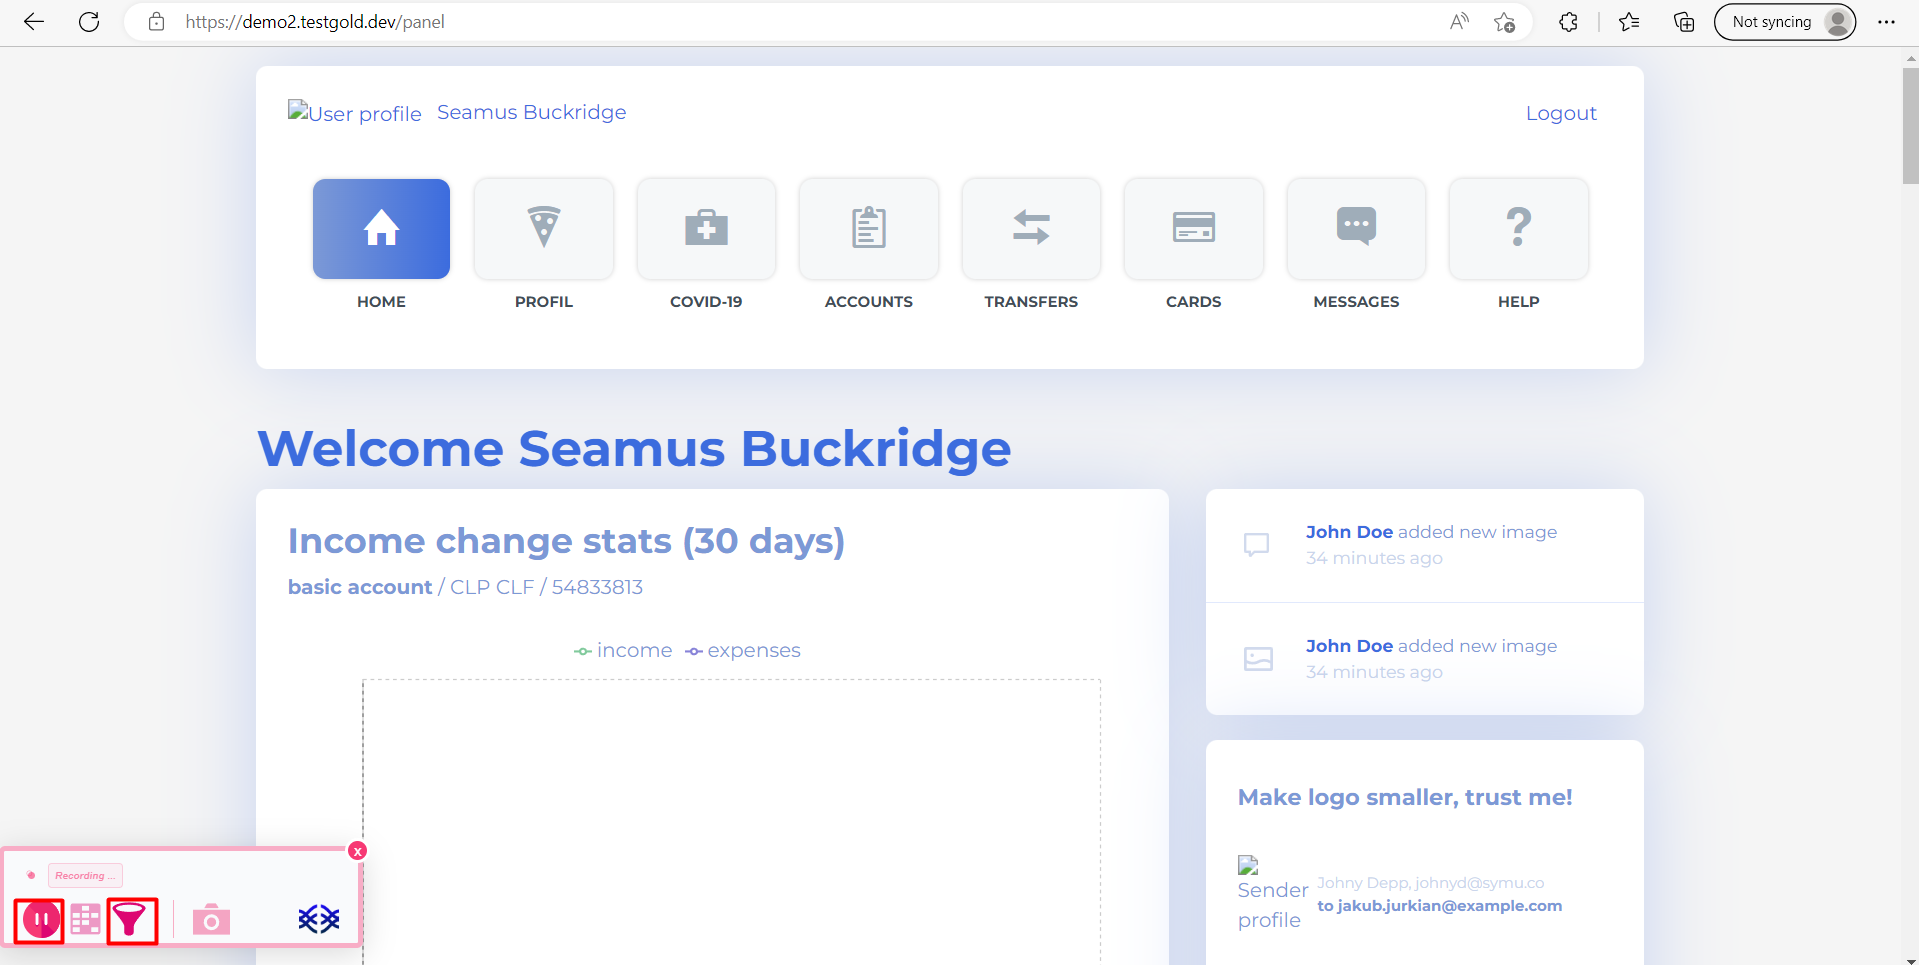 https://demo2.testgold.dev/panel
Not syncing
User profile Seamus Buckridge
Logout
HOME
PROFIL
COVID-19
ACCOUNTS
TRANSFERS
CARDS
MESSAGES
HELP
Welcome Seamus Buckridge
Income change stats (30 days)
basic account / CLP CLF / 54833813
income expenses
John Doe added new image
34 minutes ago
John Doe added new image
34 minutes ago
Make logo smaller, trust me!
Sender
profile
Johny Depp, johnyd@symu.co
to jakub.jurkian@example.com
x
Recording ...